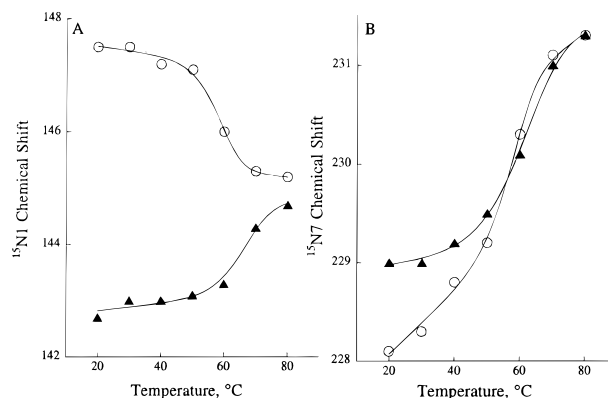 A
148
146
144
142
¹⁵N1 Chemical Shift
20 40 60 80
Temperature, °C
B
231
230
229
228
¹⁵N7 Chemical Shift
20 40 60 80
Temperature, °C